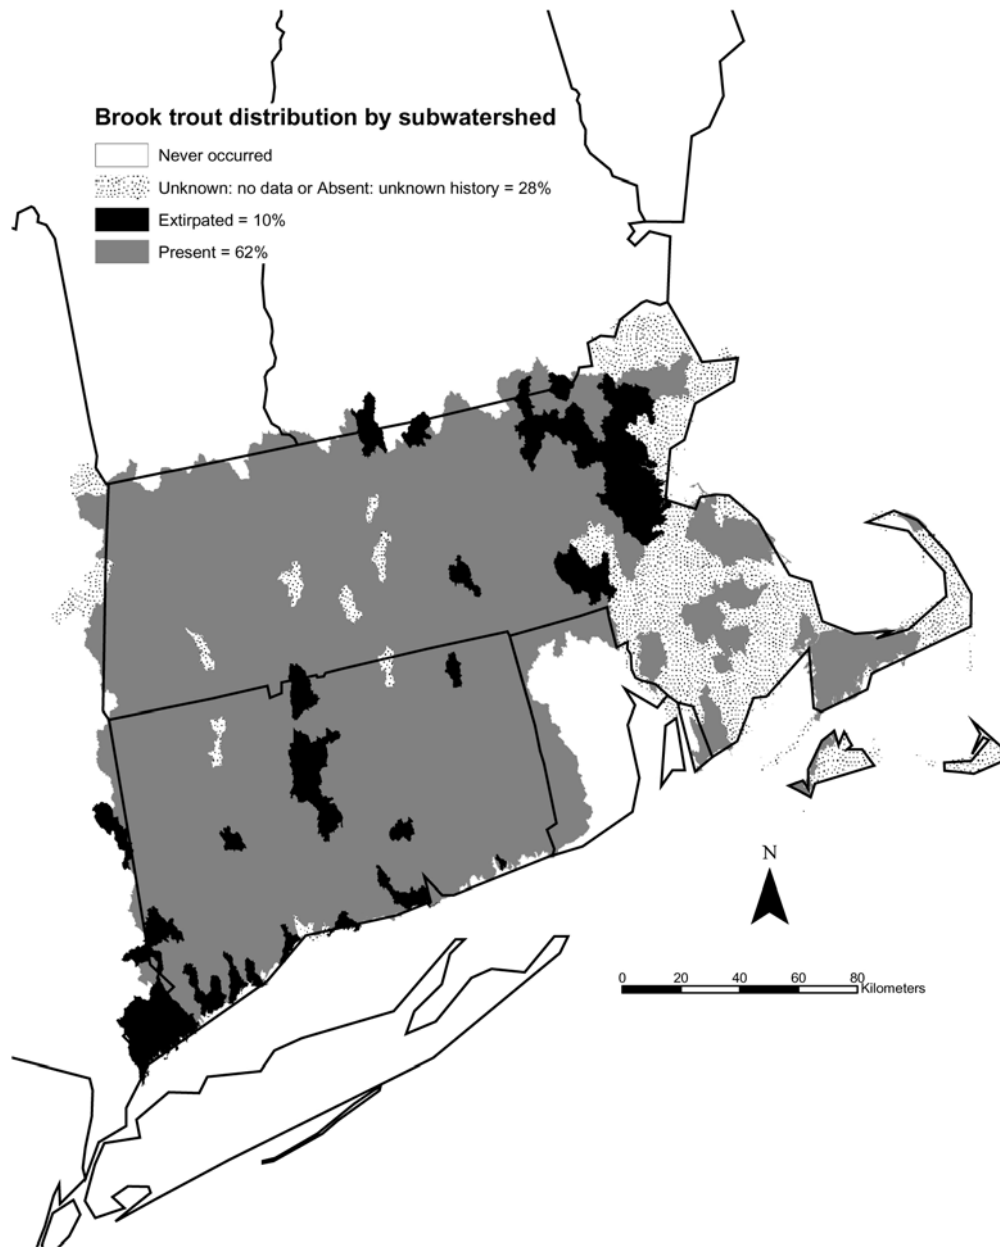 Brook trout distribution by subwatershed
Never occurred
Unknown: no data or Absent: unknown history = 28%
Extirpated = 10%
Present = 62%
N
0 20 40 60 80
Kilometers